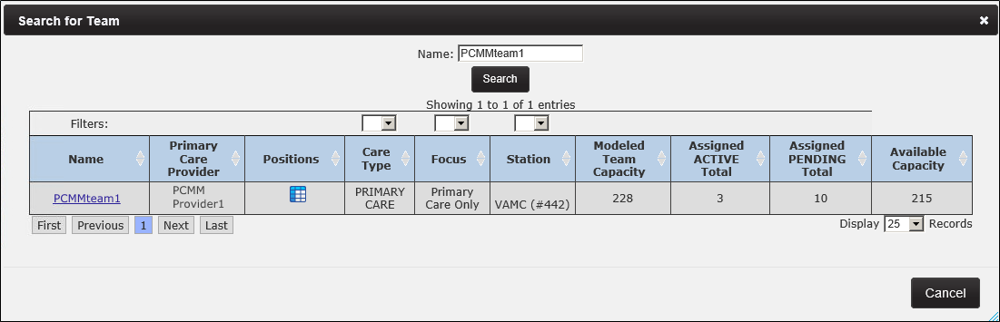 Search for Team
Name: PCMMteam1
Search
Showing 1 to 1 of 1 entries
Filters:
Name Primary Care Provider Positions Care Type Focus Station Modeled Team Capacity Assigned ACTIVE Total Assigned PENDING Total Available Capacity
PCMMteam1 PCMM Provider1 PRIMARY CARE Primary Care Only VAMC (#442) 228 3 10 215
First Previous 1 Next Last Display 25 Records
Cancel